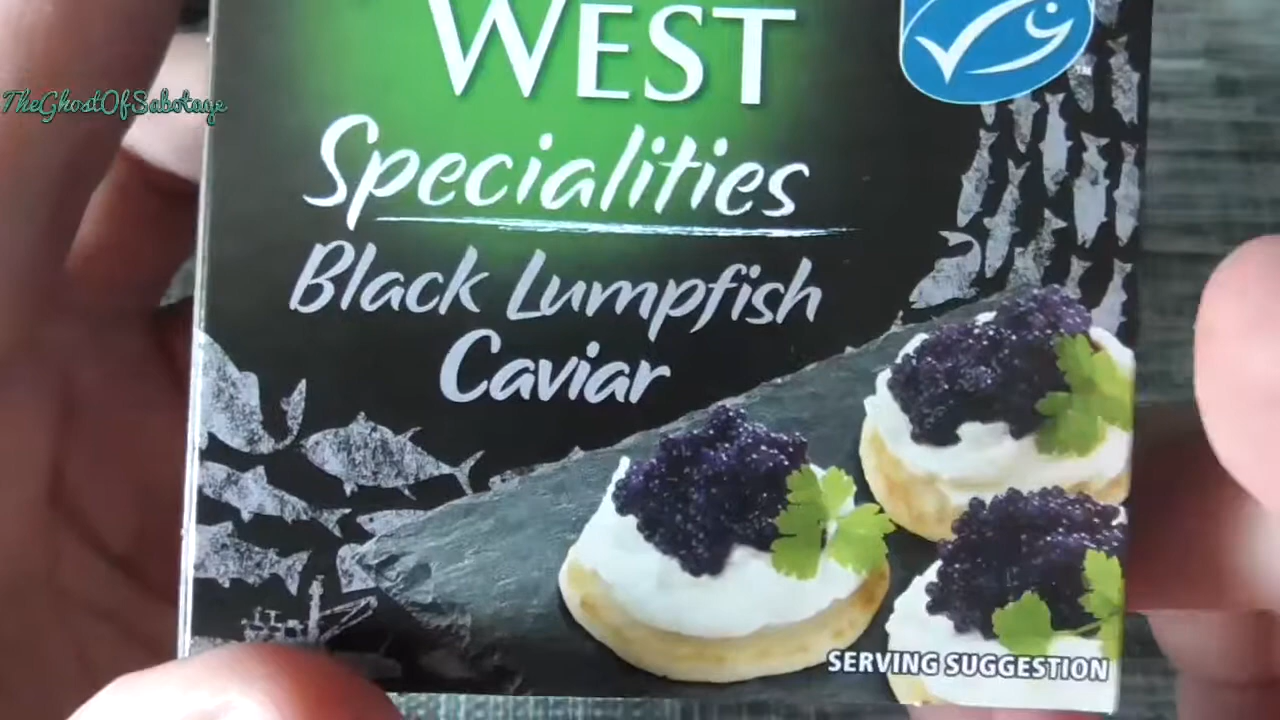 WEST
TheGhostOfSabotage
Specialities
Black Lumpfish
Caviar
SERVING SUGGESTION